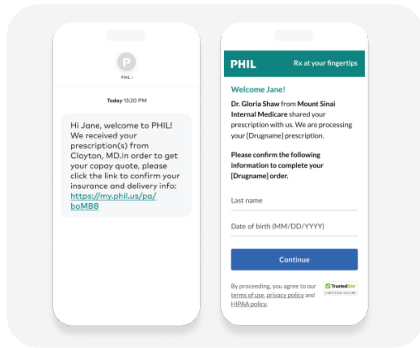 P
PHIL :
Today 13:20 PM
Hi Jane, welcome to PHIL!
We received your
prescription(s) from
Clayton, MD.In order to get
your copay quote, please
click the link to confirm your
insurance and delivery info:
https://my.phil.us/pa/
boMB8
PHIL
Rx at your fingertips
Welcome Jane!
Dr. Gloria Shaw from Mount Sinai
Internal Medicare shared your
prescription with us. We are processing
your [Drugname] prescription.
Please confirm the following
information to complete your
[Drugname] order.
Last name
Date of birth (MM/DD/YYYY)
Continue
By proceeding, you agree to our
terms of use, privacy policy and
HIPAA policy.
TrustedSite